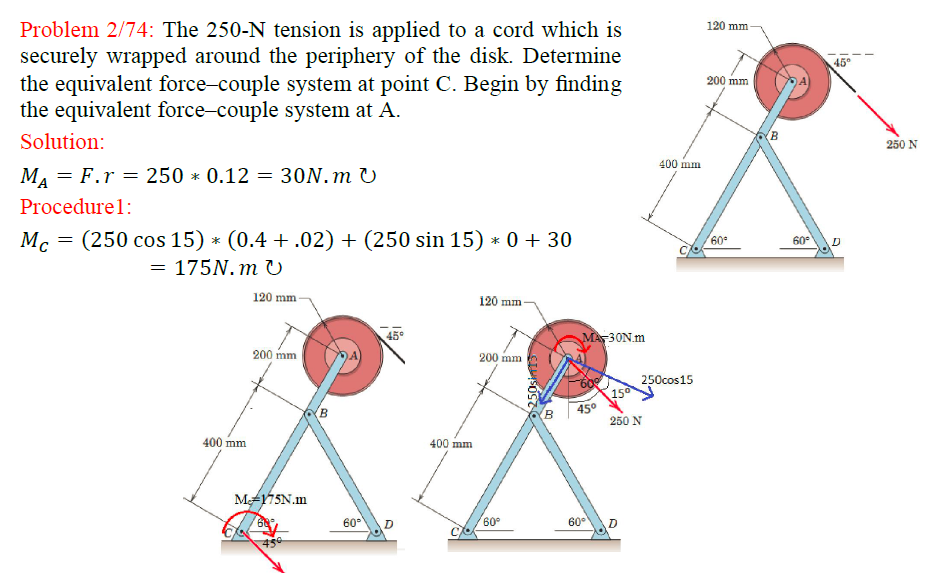 Problem 2/74: The 250-N tension is applied to a cord which is
securely wrapped around the periphery of the disk. Determine
the equivalent force–couple system at point C. Begin by finding
the equivalent force–couple system at A.
Solution:
M_A = F.r = 250 * 0.12 = 30N.m ↻
Procedure1:
M_C = (250 cos 15) * (0.4 + .02) + (250 sin 15) * 0 + 30
= 175N.m ↻
120 mm
45°
200 mm
A
B
250 N
400 mm
60°
60°
C
D
120 mm
45°
200 mm
A
B
400 mm
M_C=175N.m
60°
60°
C
D
45°
120 mm
M_A=30N.m
200 mm
A
250sin15
60°
15°
250cos15
45°
B
250 N
400 mm
60°
60°
C
D